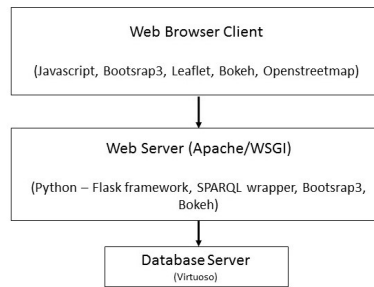 Web Browser Client
(Javascript, Bootsrap3, Leaflet, Bokeh, Openstreetmap)
Web Server (Apache/WSGI)
(Python – Flask framework, SPARQL wrapper, Bootsrap3,
Bokeh)
Database Server
(Virtuoso)